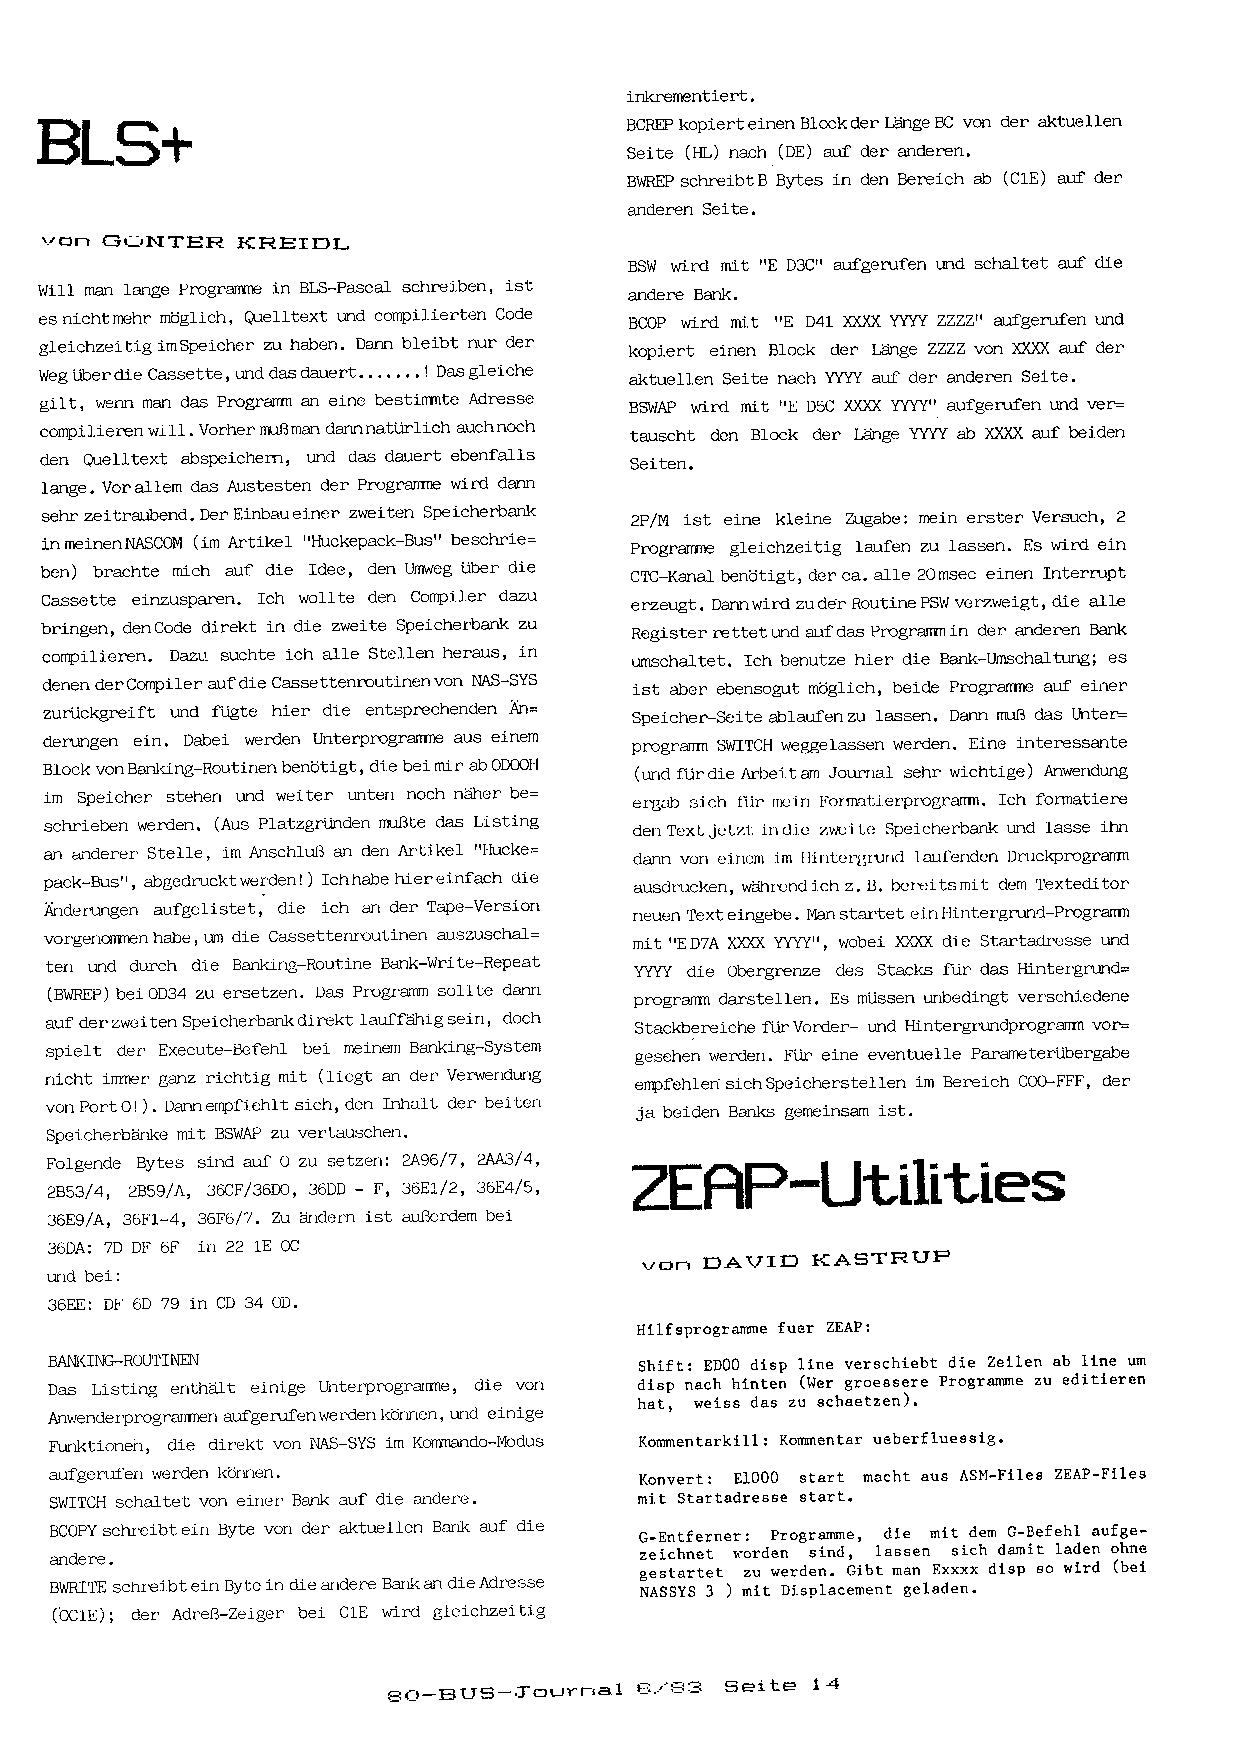 BLS+
von GÜNTER KREIDL
Will man lange Programme in BLS-Pascal schreiben, ist
es nicht mehr möglich, Quelltext und compilierten Code
gleichzeitig im Speicher zu haben. Dann bleibt nur der
Weg über die Cassette, und das dauert.......! Das gleiche
gilt, wenn man das Programm an eine bestimmte Adresse
compilieren will. Vorher muß man dann natürlich auch noch
den Quelltext abspeichern, und das dauert ebenfalls
lange. Vor allem das Austesten der Programme wird dann
sehr zeitraubend. Der Einbau einer zweiten Speicherbank
in meinen NASCOM (im Artikel "Huckepack-Bus" beschrie=
ben) brachte mich auf die Idee, den Umweg über die
Cassette einzusparen. Ich wollte den Compiler dazu
bringen, den Code direkt in die zweite Speicherbank zu
compilieren. Dazu suchte ich alle Stellen heraus, in
denen der Compiler auf die Cassettenroutinen von NAS-SYS
zurückgreift und fügte hier die entsprechenden Än=
derungen ein. Dabei werden Unterprogramme aus einem
Block von Banking-Routinen benötigt, die bei mir ab 0D00H
im Speicher stehen und weiter unten noch näher be=
schrieben werden. (Aus Platzgründen mußte das Listing
an anderer Stelle, im Anschluß an den Artikel "Hucke=
pack-Bus", abgedruckt werden!) Ich habe hier einfach die
Änderungen aufgelistet, die ich an der Tape-Version
vorgenommen habe, um die Cassettenroutinen auszuschal=
ten und durch die Banking-Routine Bank-Write-Repeat
(BWREP) bei 0D34 zu ersetzen. Das Programm sollte dann
auf der zweiten Speicherbank direkt lauffähig sein, doch
spielt der Execute-Befehl bei meinem Banking-System
nicht immer ganz richtig mit (liegt an der Verwendung
von Port 0!). Dann empfiehlt sich, den Inhalt der beiten
Speicherbänke mit BSWAP zu vertauschen.
Folgende Bytes sind auf 0 zu setzen: 2A96/7, 2AA3/4,
2B53/4, 2B59/A, 36CF/36D0, 36DD - F, 36E1/2, 36E4/5,
36E9/A, 36F1-4, 36F6/7. Zu ändern ist außerdem bei
36DA: 7D DF 6F in 22 1E 0C
und bei:
36EE: DF 6D 79 in CD 34 0D.
BANKING-ROUTINEN
Das Listing enthält einige Unterprogramme, die von
Anwenderprogrammen aufgerufen werden können, und einige
Funktionen, die direkt von NAS-SYS im Kommando-Modus
aufgerufen werden können.
SWITCH schaltet von einer Bank auf die andere.
BCOPY schreibt ein Byte von der aktuellen Bank auf die
andere.
BWRITE schreibt ein Byte in die andere Bank an die Adresse
(0C1E); der Adreß-Zeiger bei C1E wird gleichzeitig
inkrementiert.
BCREP kopiert einen Block der Länge BC von der aktuellen
Seite (HL) nach (DE) auf der anderen.
BWREP schreibt B Bytes in den Bereich ab (C1E) auf der
anderen Seite.
BSW wird mit "E D3C" aufgerufen und schaltet auf die
andere Bank.
BCOP wird mit "E D41 XXXX YYYY ZZZZ" aufgerufen und
kopiert einen Block der Länge ZZZZ von XXXX auf der
aktuellen Seite nach YYYY auf der anderen Seite.
BSWAP wird mit "E D5C XXXX YYYY" aufgerufen und ver=
tauscht den Block der Länge YYYY ab XXXX auf beiden
Seiten.
2P/M ist eine kleine Zugabe: mein erster Versuch, 2
Programme gleichzeitig laufen zu lassen. Es wird ein
CTC-Kanal benötigt, der ca. alle 20 msec einen Interrupt
erzeugt. Dann wird zu der Routine PSW verzweigt, die alle
Register rettet und auf das Programm in der anderen Bank
umschaltet. Ich benutze hier die Bank-Umschaltung; es
ist aber ebensogut möglich, beide Programme auf einer
Speicher-Seite ablaufen zu lassen. Dann muß das Unter=
programm SWITCH weggelassen werden. Eine interessante
(und für die Arbeit am Journal sehr wichtige) Anwendung
ergab sich für mein Formatierprogramm. Ich formatiere
den Text jetzt in die zweite Speicherbank und lasse ihn
dann von einem im Hintergrund laufenden Druckprogramm
ausdrucken, während ich z. B. bereits mit dem Texteditor
neuen Text eingebe. Man startet ein Hintergrund-Programm
mit "E D7A XXXX YYYY", wobei XXXX die Startadresse und
YYYY die Obergrenze des Stacks für das Hintergrund=
programm darstellen. Es müssen unbedingt verschiedene
Stackbereiche für Vorder- und Hintergrundprogramm vor=
gesehen werden. Für eine eventuelle Parameterübergabe
empfehlen sich Speicherstellen im Bereich C00-FFF, der
ja beiden Banks gemeinsam ist.
ZEAP-Utilities
von DAVID KASTRUP
Hilfsprogramme fuer ZEAP:
Shift: ED00 disp line verschiebt die Zeilen ab line um
disp nach hinten (Wer groessere Programme zu editieren
hat, weiss das zu schaetzen).
Kommentarkill: Kommentar ueberfluessig.
Konvert: E1000 start macht aus ASM-Files ZEAP-Files
mit Startadresse start.
G-Entferner: Programme, die mit dem G-Befehl aufge-
zeichnet worden sind, lassen sich damit laden ohne
gestartet zu werden. Gibt man Exxxx disp so wird (bei
NASSYS 3 ) mit Displacement geladen.
80-BUS-Journal 6/83 Seite 14